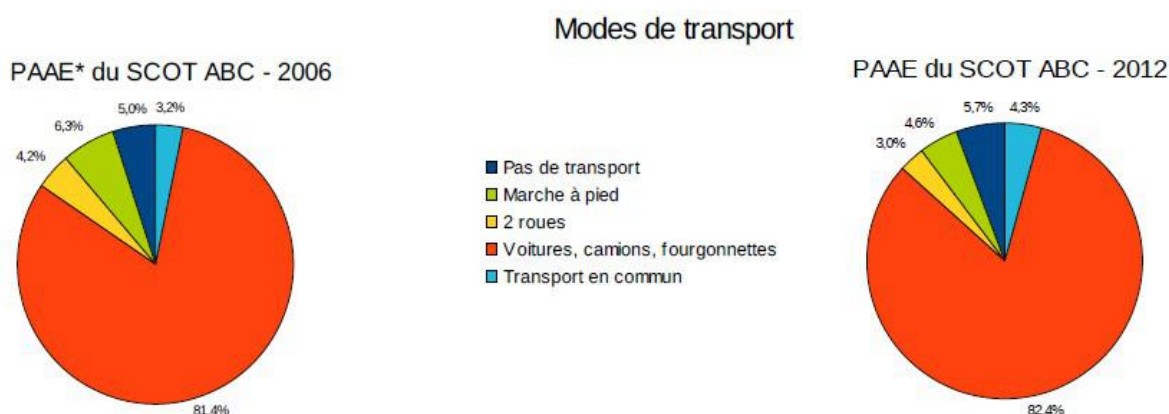 Modes de transport
PAAE* du SCOT ABC - 2006
5,0%
3,2%
6,3%
4,2%
81,4%
Pas de transport
Marche à pied
2 roues
Voitures, camions, fourgonnettes
Transport en commun
PAAE du SCOT ABC - 2012
5,7%
4,3%
4,6%
3,0%
82,4%